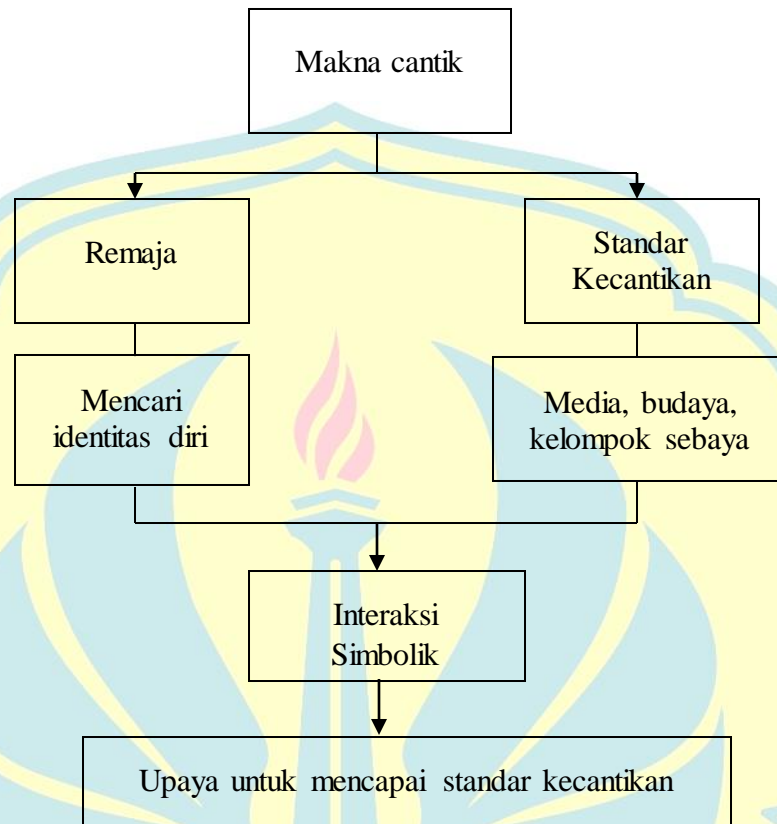 Makna cantik
Remaja
Standar
Kecantikan
Mencari
identitas diri
Media, budaya,
kelompok sebaya
Interaksi
Simbolik
Upaya untuk mencapai standar kecantikan